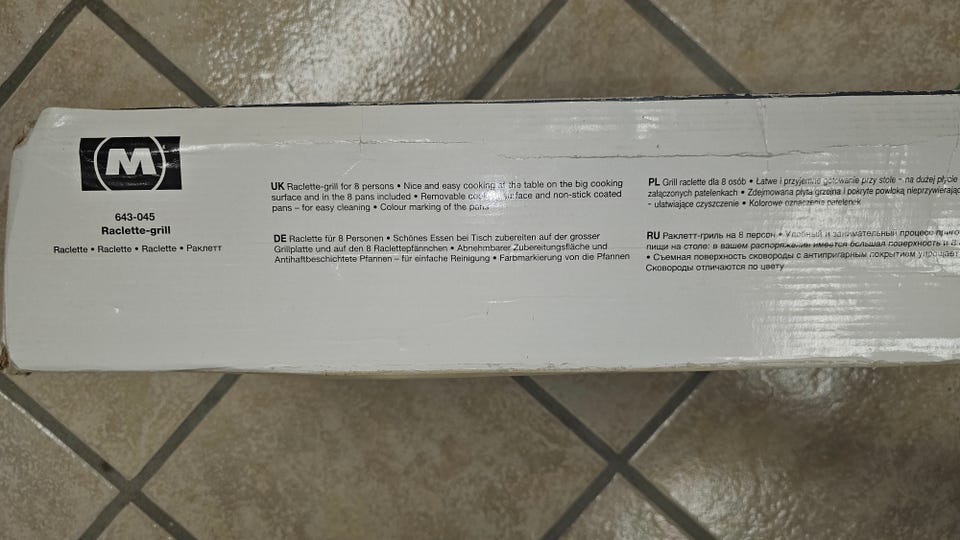 M
643-045
Raclette-grill
Raclette • Raclette • Raclette • Раклетт
UK Raclette-grill for 8 persons • Nice and easy cooking at the table on the big cooking
surface and in the 8 pans included • Removable cooking surface and non-stick coated
pans – for easy cleaning • Colour marking of the pans
DE Raclette für 8 Personen • Schönes Essen bei Tisch zubereiten auf der grosser
Grillplatte und auf den 8 Raclettepfännchen • Abnehmbarer Zubereitungsfläche und
Antihaftbeschichtete Pfannen – für einfache Reinigung • Farbmarkierung von die Pfannen
PL Grill raclette dla 8 osób • Łatwe i przyjemne gotowanie przy stole - na dużej płycie
załączonych patelenkach • Zdejmowana płyta grzejna i pokryte powłoką
- ułatwiające czyszczenie • Kolorowe oznaczenia patelenek
RU Раклетт-гриль на 8 персон • Удобный и занимательный процесс
пищи на столе: в вашем распоряжении имеется большая поверхность и 8
• Съемная поверхность сковороды с антипригарным покрытием упрощает
Сковороды отличаются по цвету